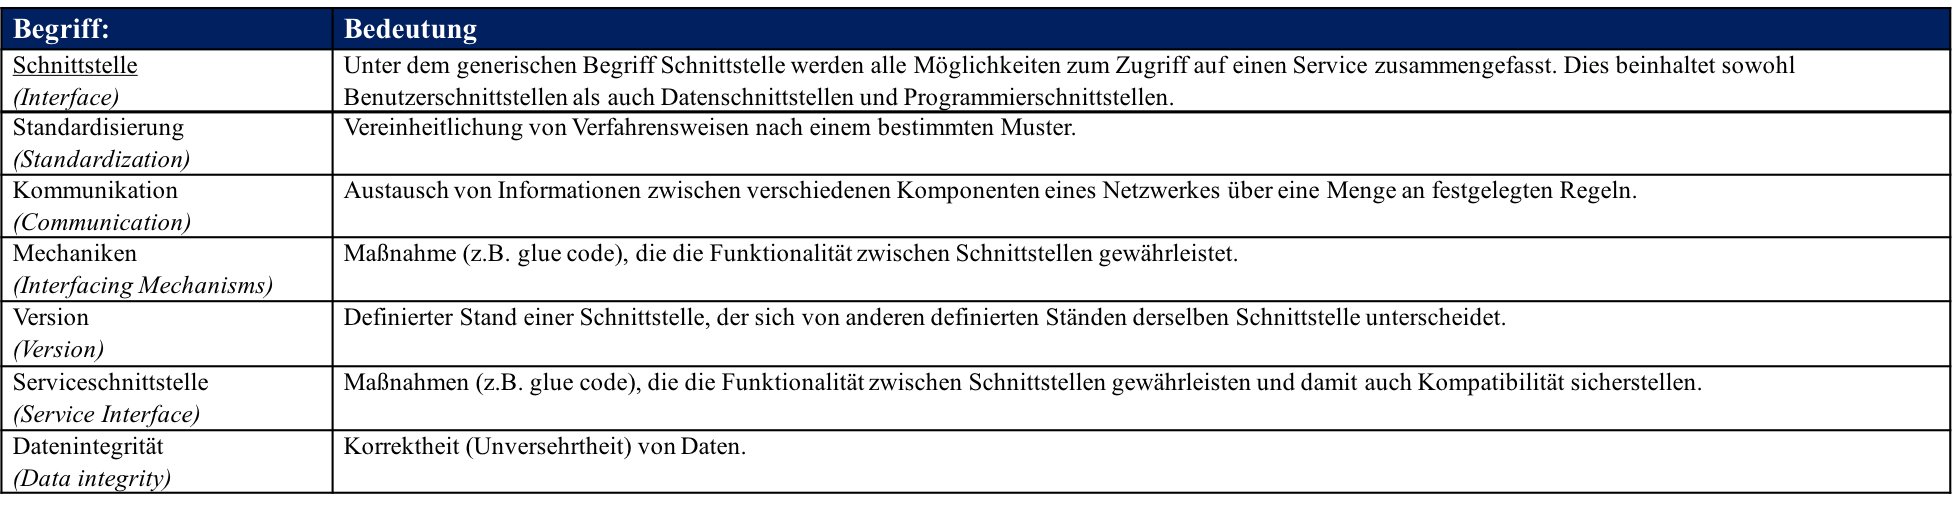 Begriff:
Bedeutung
Schnittstelle
(Interface)
Unter dem generischen Begriff Schnittstelle werden alle Möglichkeiten zum Zugriff auf einen Service zusammengefasst. Dies beinhaltet sowohl
Benutzerschnittstellen als auch Datenschnittstellen und Programmierschnittstellen.
Standardisierung
(Standardization)
Vereinheitlichung von Verfahrensweisen nach einem bestimmten Muster.
Kommunikation
(Communication)
Austausch von Informationen zwischen verschiedenen Komponenten eines Netzwerkes über eine Menge an festgelegten Regeln.
Mechaniken
(Interfacing Mechanisms)
Maßnahme (z.B. glue code), die die Funktionalität zwischen Schnittstellen gewährleistet.
Version
(Version)
Definierter Stand einer Schnittstelle, der sich von anderen definierten Ständen derselben Schnittstelle unterscheidet.
Serviceschnittstelle
(Service Interface)
Maßnahmen (z.B. glue code), die die Funktionalität zwischen Schnittstellen gewährleisten und damit auch Kompatibilität sicherstellen.
Datenintegrität
(Data integrity)
Korrektheit (Unversehrtheit) von Daten.